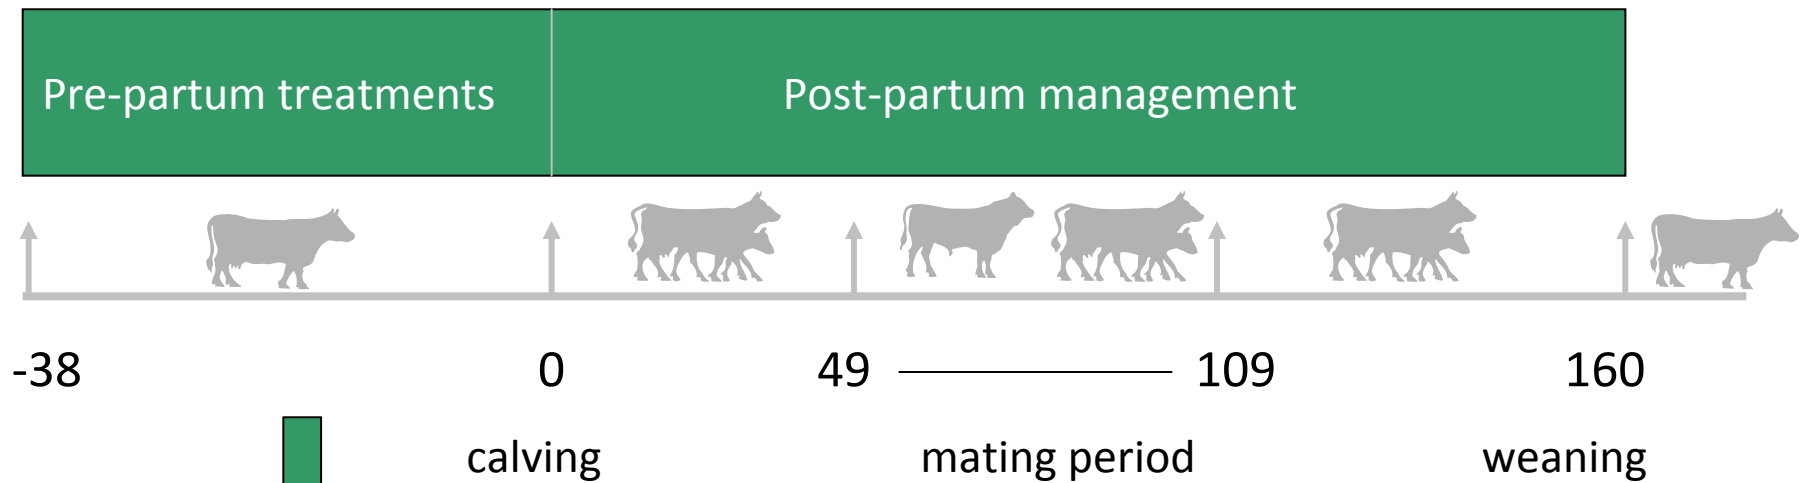 Pre-partum treatments Post-partum management
-38 0 49 109 160
calving mating period weaning